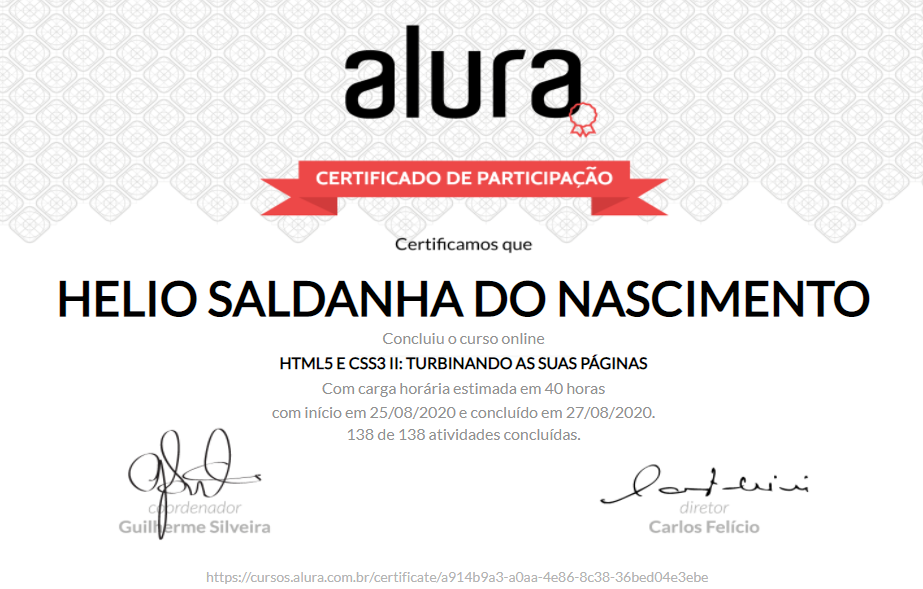 alura
CERTIFICADO DE PARTICIPAÇÃO
Certificamos que
HELIO SALDANHA DO NASCIMENTO
Concluiu o curso online
HTML5 E CSS3 II: TURBINANDO AS SUAS PÁGINAS
Com carga horária estimada em 40 horas
com início em 25/08/2020 e concluído em 27/08/2020.
138 de 138 atividades concluídas.
coordenador
Guilherme Silveira
diretor
Carlos Felício
https://cursos.alura.com.br/certificate/a914b9a3-a0aa-4e86-8c38-36bed04e3ebe